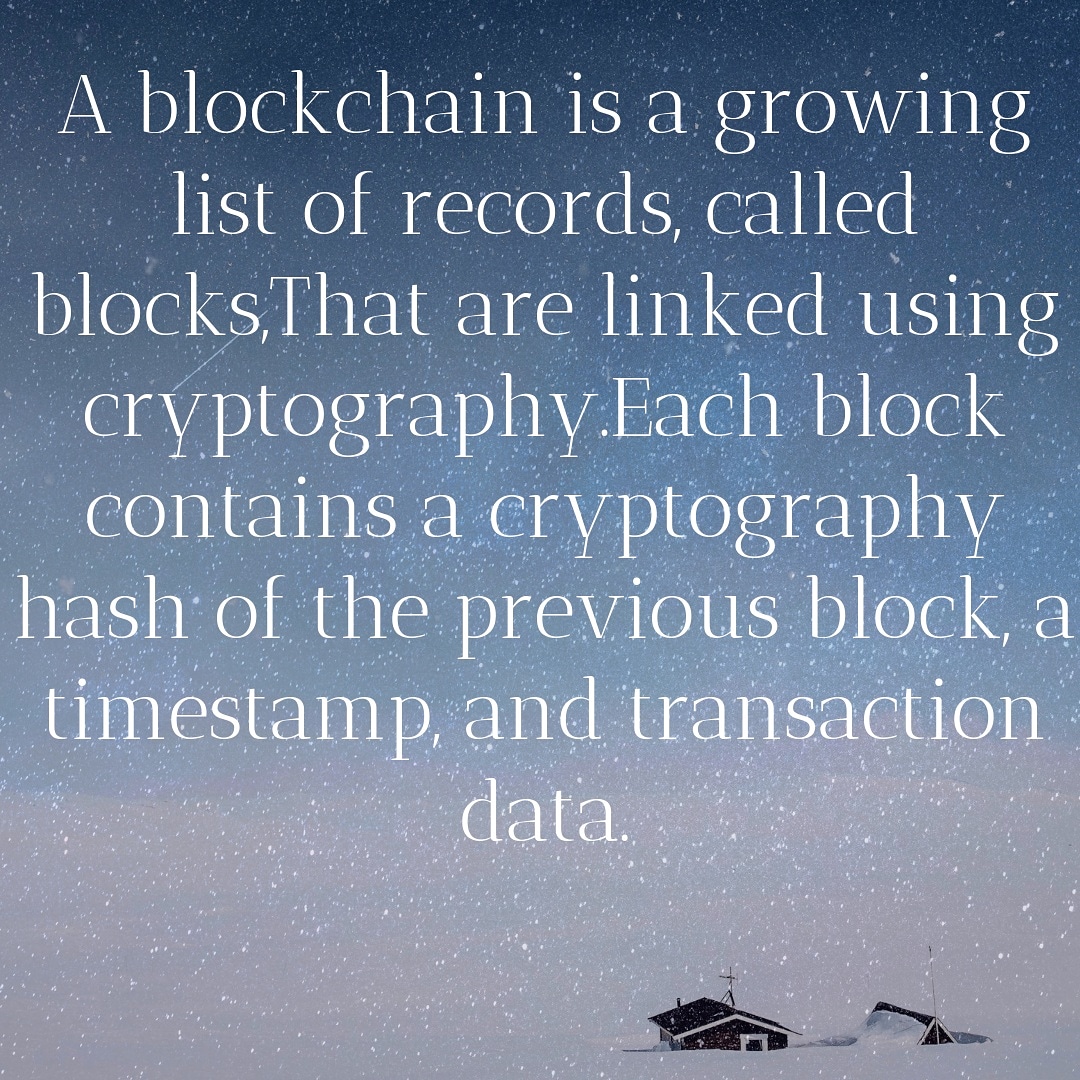 A blockchain is a growing
list of records, called
blocks,That are linked using
cryptography.Each block
contains a cryptography
hash of the previous block, a
timestamp, and transaction
data.